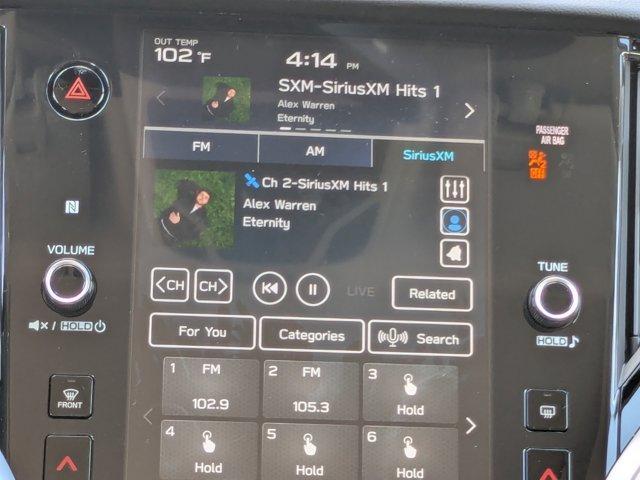 OUT TEMP
102 °F
4:14 PM
SXM-SiriusXM Hits 1
Alex Warren
Eternity
FM
AM
SiriusXM
PASSENGER
AIR BAG
OFF
Ch 2-SiriusXM Hits 1
Alex Warren
Eternity
N
VOLUME
TUNE
<CH
CH>
LIVE
Related
X / HOLD
HOLD
For You
Categories
Search
1 FM
102.9
2 FM
105.3
3
Hold
FRONT
4
Hold
5
Hold
6
Hold